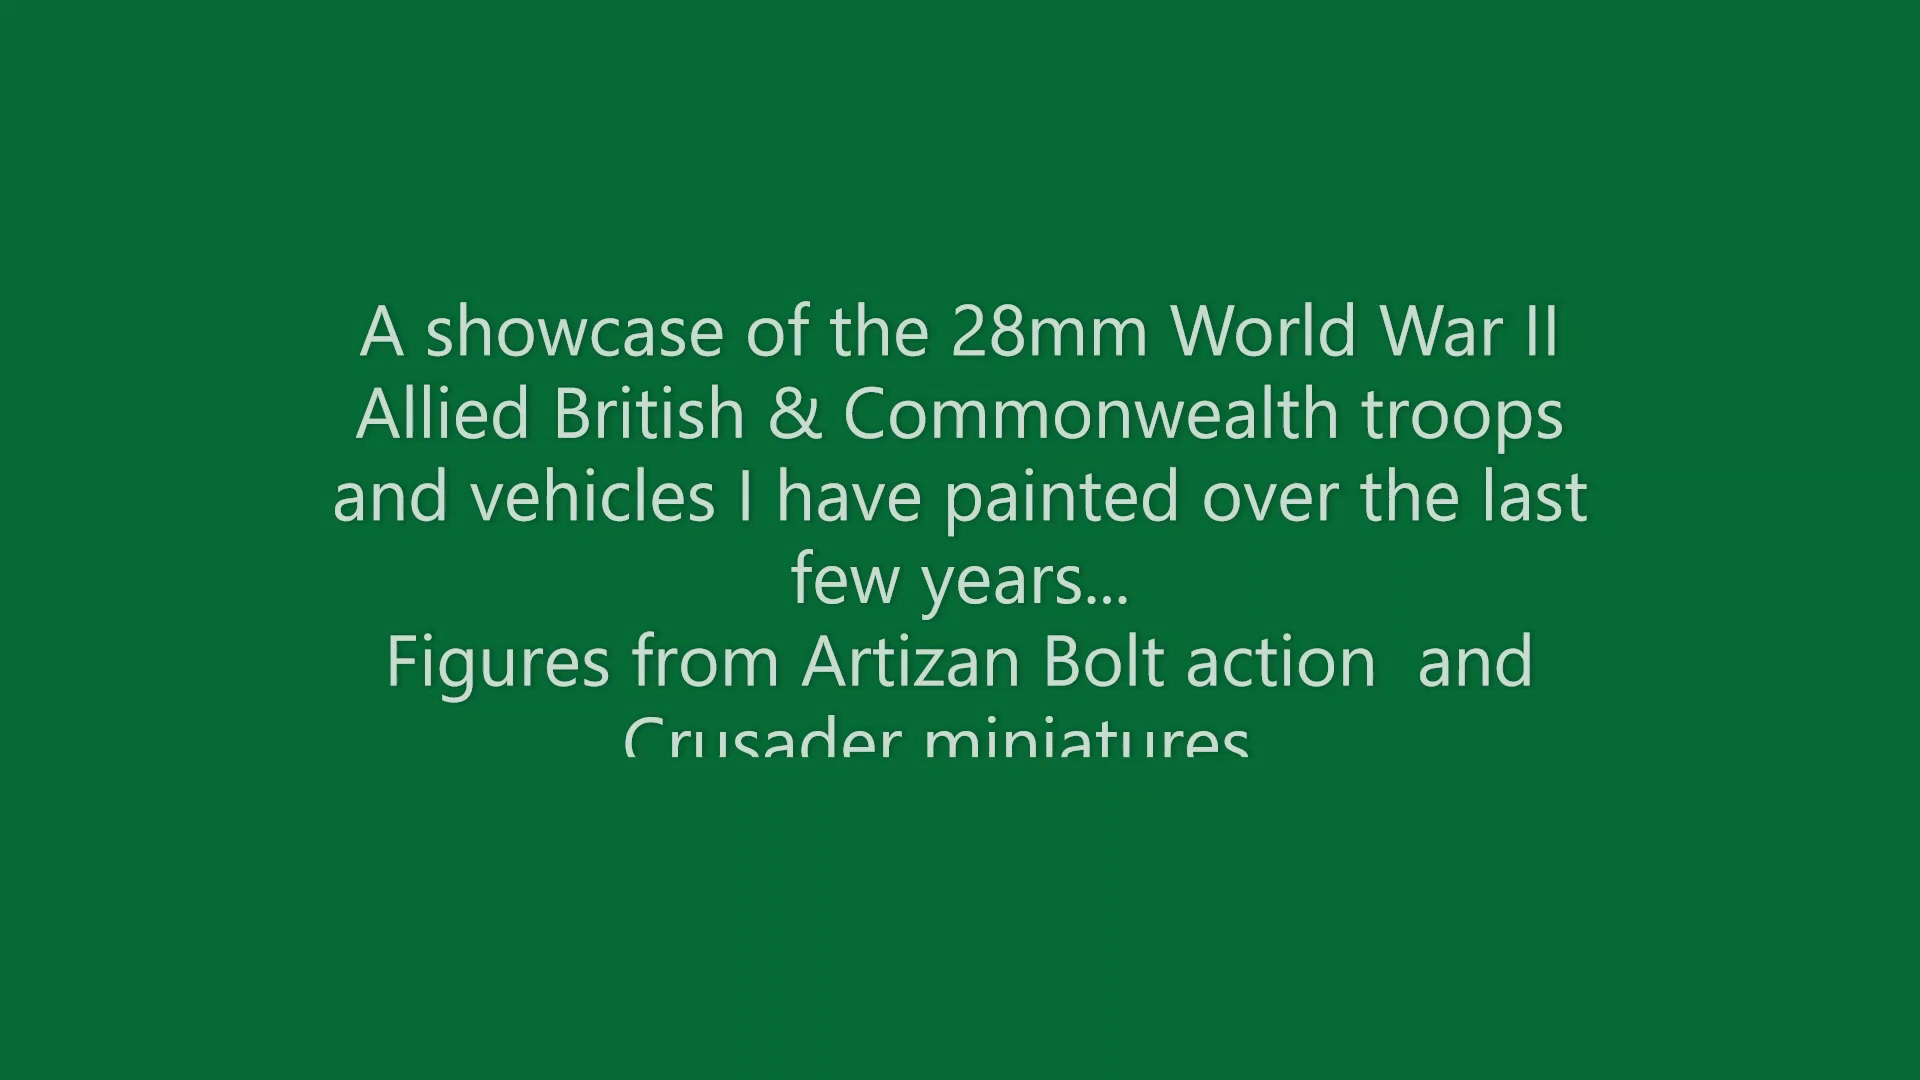 A showcase of the 28mm World War II
Allied British & Commonwealth troops
and vehicles I have painted over the last
few years...
Figures from Artizan Bolt action  and
Crusader miniatures